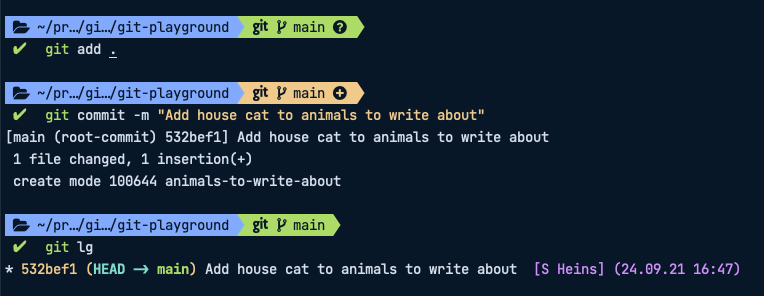 ~/pr…/gi…/git-playground git main ?
✔ git add .
~/pr…/gi…/git-playground git main +
✔ git commit -m "Add house cat to animals to write about"
[main (root-commit) 532bef1] Add house cat to animals to write about
1 file changed, 1 insertion(+)
create mode 100644 animals-to-write-about
~/pr…/gi…/git-playground git main
✔ git lg
* 532bef1 (HEAD -> main) Add house cat to animals to write about [S Heins] (24.09.21 16:47)